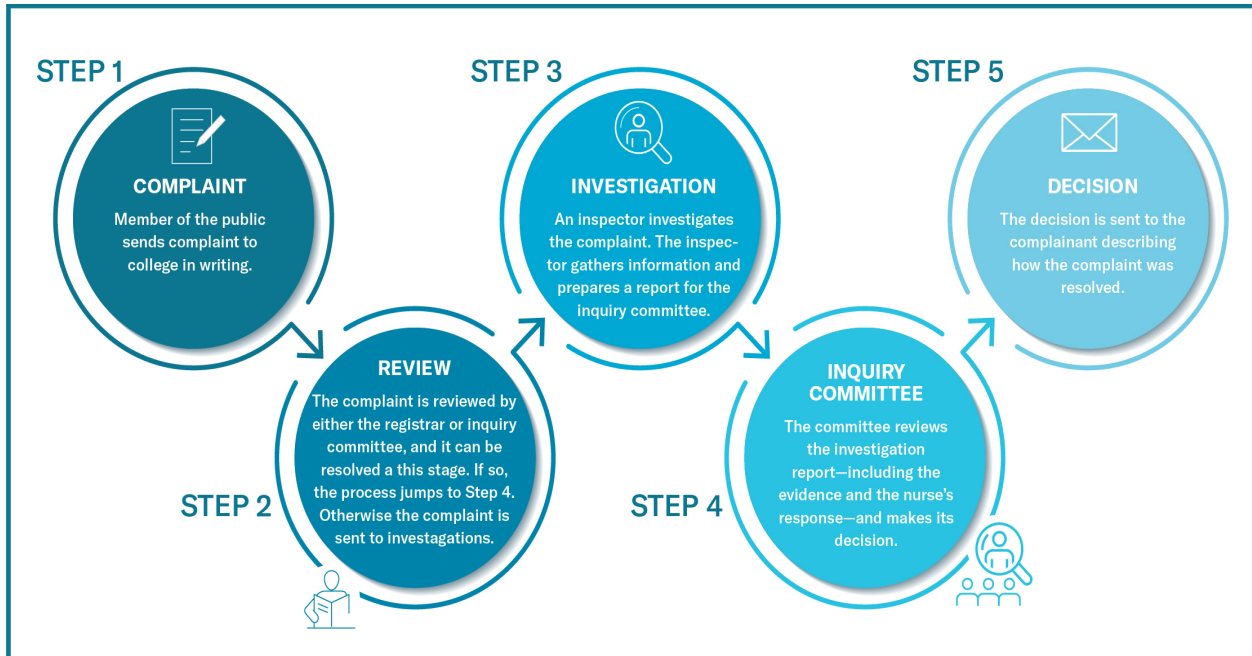 STEP 1
COMPLAINT
Member of the public
sends complaint to
college in writing.
STEP 2
REVIEW
The complaint is reviewed by
either the registrar or inquiry
committee, and it can be
resolved a this stage. If so,
the process jumps to Step 4.
Otherwise the complaint is
sent to investagations.
STEP 3
INVESTIGATION
An inspector investigates
the complaint. The inspec-
tor gathers information and
prepares a report for the
inquiry committee.
STEP 4
INQUIRY
COMMITTEE
The committee reviews
the investigation
report—including the
evidence and the nurse's
response—and makes its
decision.
STEP 5
DECISION
The decision is sent to the
complainant describing
how the complaint was
resolved.